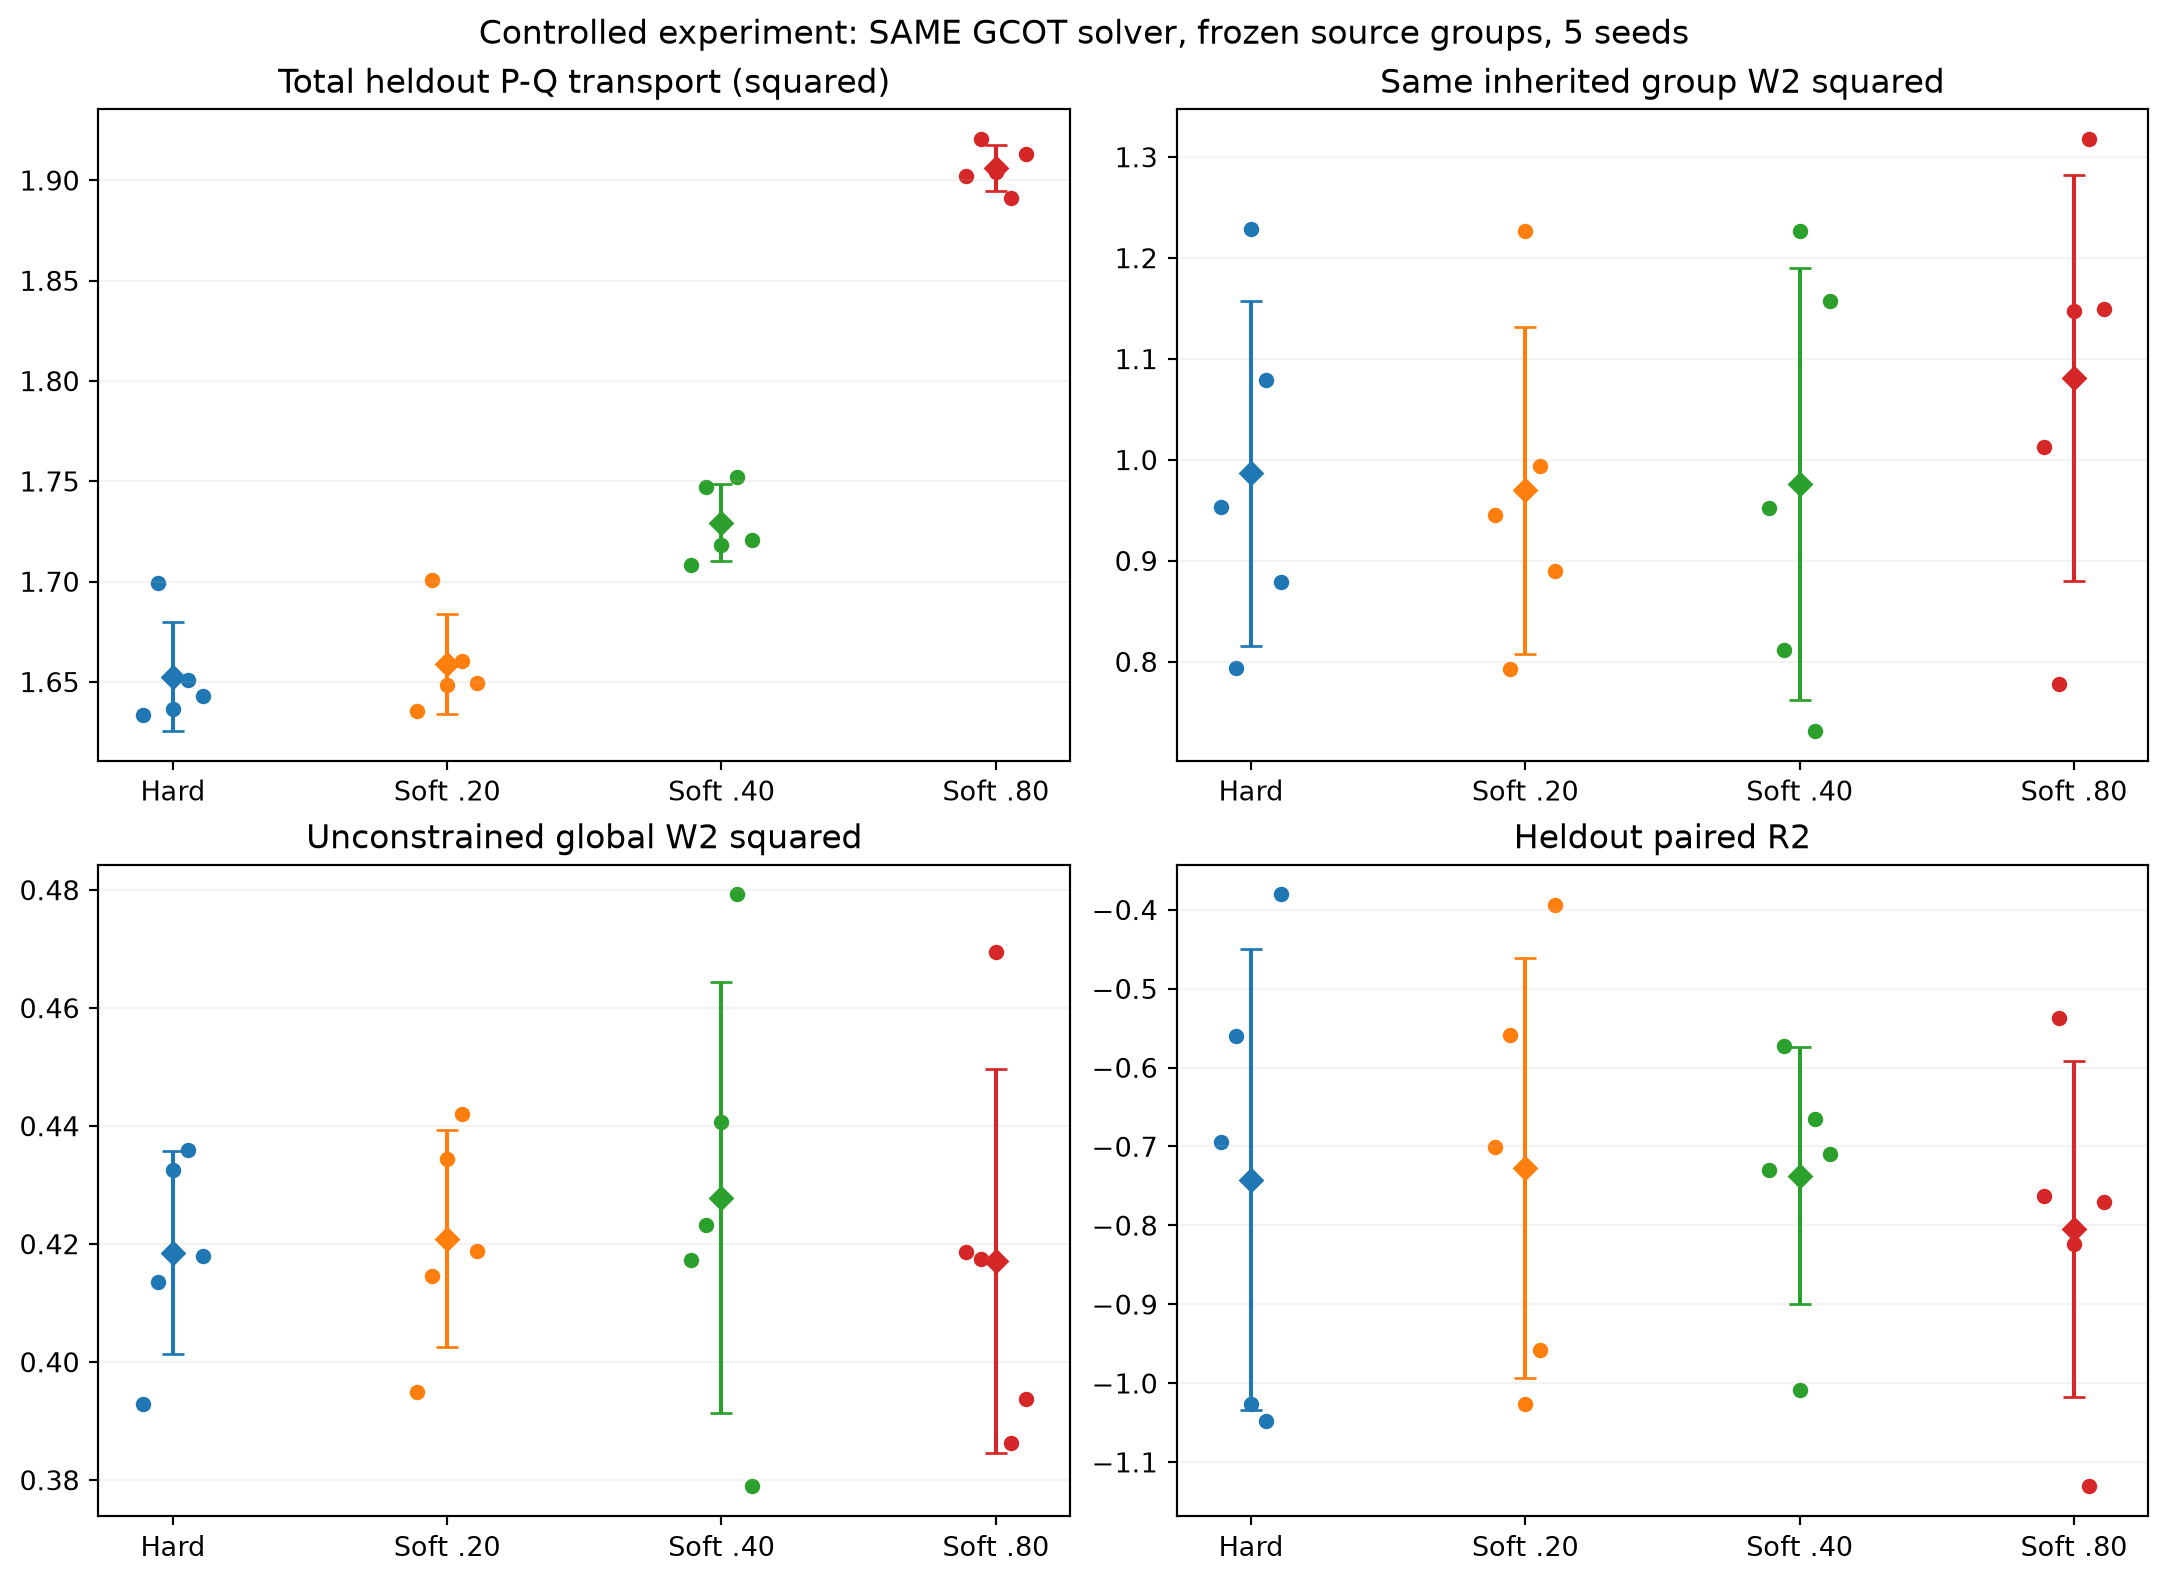 Controlled experiment: SAME GCOT solver, frozen source groups, 5 seeds
Total heldout P-Q transport (squared)
1.90
1.85
1.80
1.75
1.70
1.65
Hard Soft .20 Soft .40 Soft .80
Same inherited group W2 squared
1.3
1.2
1.1
1.0
0.9
0.8
Hard Soft .20 Soft .40 Soft .80
Unconstrained global W2 squared
0.48
0.46
0.44
0.42
0.40
0.38
Hard Soft .20 Soft .40 Soft .80
Heldout paired R2
−0.4
−0.5
−0.6
−0.7
−0.8
−0.9
−1.0
−1.1
Hard Soft .20 Soft .40 Soft .80